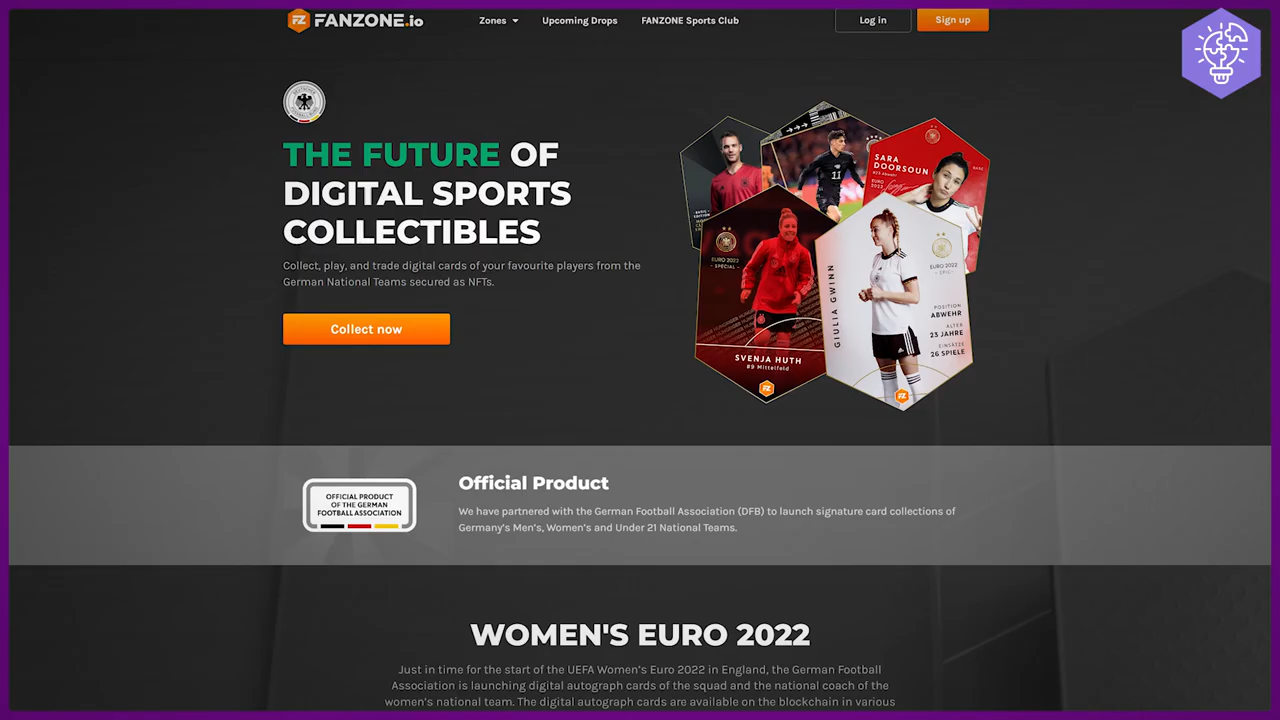 FANZONE.io
Zones
Upcoming Drops
FANZONE Sports Club
Log in
Sign up
THE FUTURE OF
DIGITAL SPORTS
COLLECTIBLES
Collect, play, and trade digital cards of your favourite players from the
German National Teams secured as NFTs.
Collect now
11
SARA
DOORSOUN
EURO
2022
BASE
EURO 2022
- SPECIAL -
SVENJA HUTH
#9 Mittelfeld
FZ
GIULIA GWINN
EURO 2022
- EPIC -
POSITION
ABWEHR
ALTER
23 JAHRE
EINSÄTZE
26 SPIELE
FZ
OFFICIAL PRODUCT
OF THE GERMAN
FOOTBALL ASSOCIATION
Official Product
We have partnered with the German Football Association (DFB) to launch signature card collections of
Germany's Men's, Women's and Under 21 National Teams.
WOMEN'S EURO 2022
Just in time for the start of the UEFA Women's Euro 2022 in England, the German Football
Association is launching digital autograph cards of the squad and the national coach of the
women's national team. The digital autograph cards are available on the blockchain in various